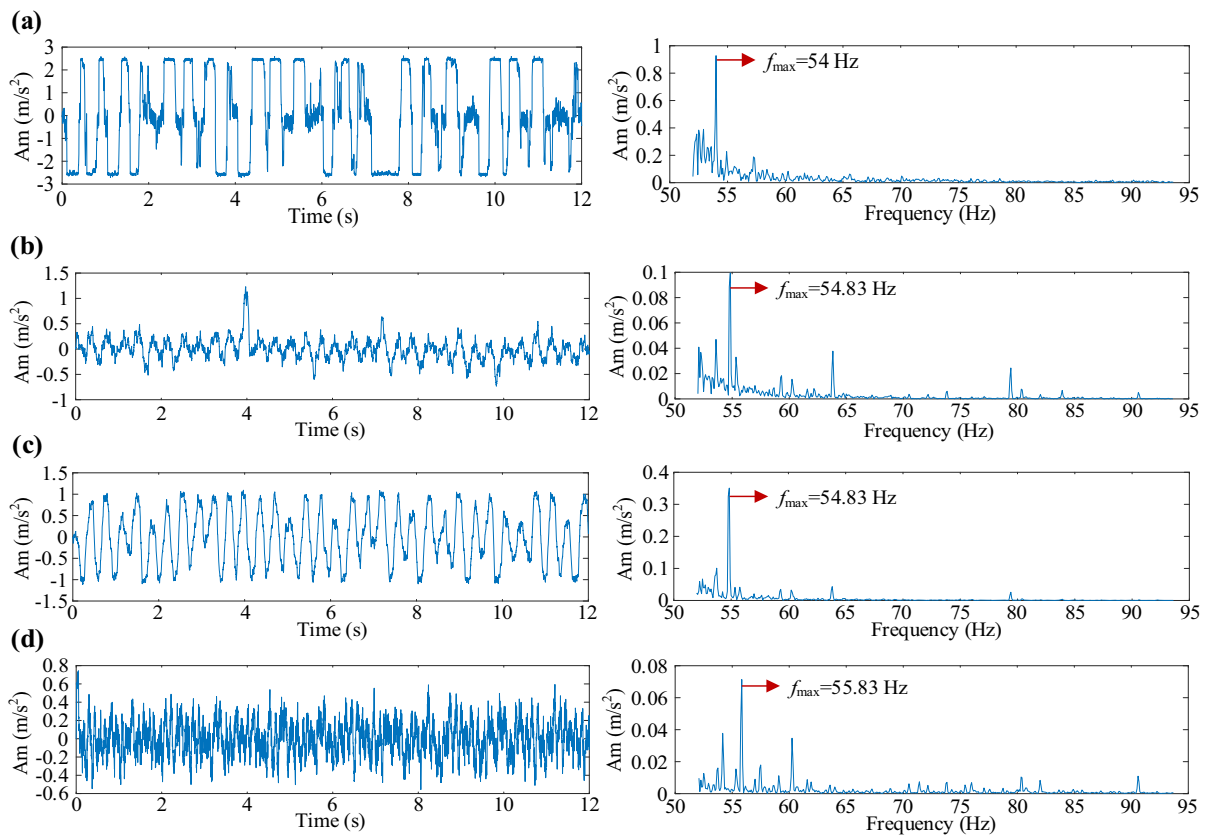 (a)
3
2
1
0
-1
-2
-3
Am (m/s²)
0 2 4 6 8 10 12
Time (s)
1
0.8
0.6
0.4
0.2
0
Am (m/s²)
fmax=54 Hz
50 55 60 65 70 75 80 85 90 95
Frequency (Hz)
(b)
1.5
1
0.5
0
-0.5
-1
Am (m/s²)
0 2 4 6 8 10 12
Time (s)
0.1
0.08
0.06
0.04
0.02
0
Am (m/s²)
fmax=54.83 Hz
50 55 60 65 70 75 80 85 90 95
Frequency (Hz)
(c)
1.5
1
0.5
0
-0.5
-1
-1.5
Am (m/s²)
0 2 4 6 8 10 12
Time (s)
0.4
0.3
0.2
0.1
0
Am (m/s²)
fmax=54.83 Hz
50 55 60 65 70 75 80 85 90 95
Frequency (Hz)
(d)
0.8
0.6
0.4
0.2
0
-0.2
-0.4
-0.6
Am (m/s²)
0 2 4 6 8 10 12
Time (s)
0.08
0.06
0.04
0.02
0
Am (m/s²)
fmax=55.83 Hz
50 55 60 65 70 75 80 85 90 95
Frequency (Hz)